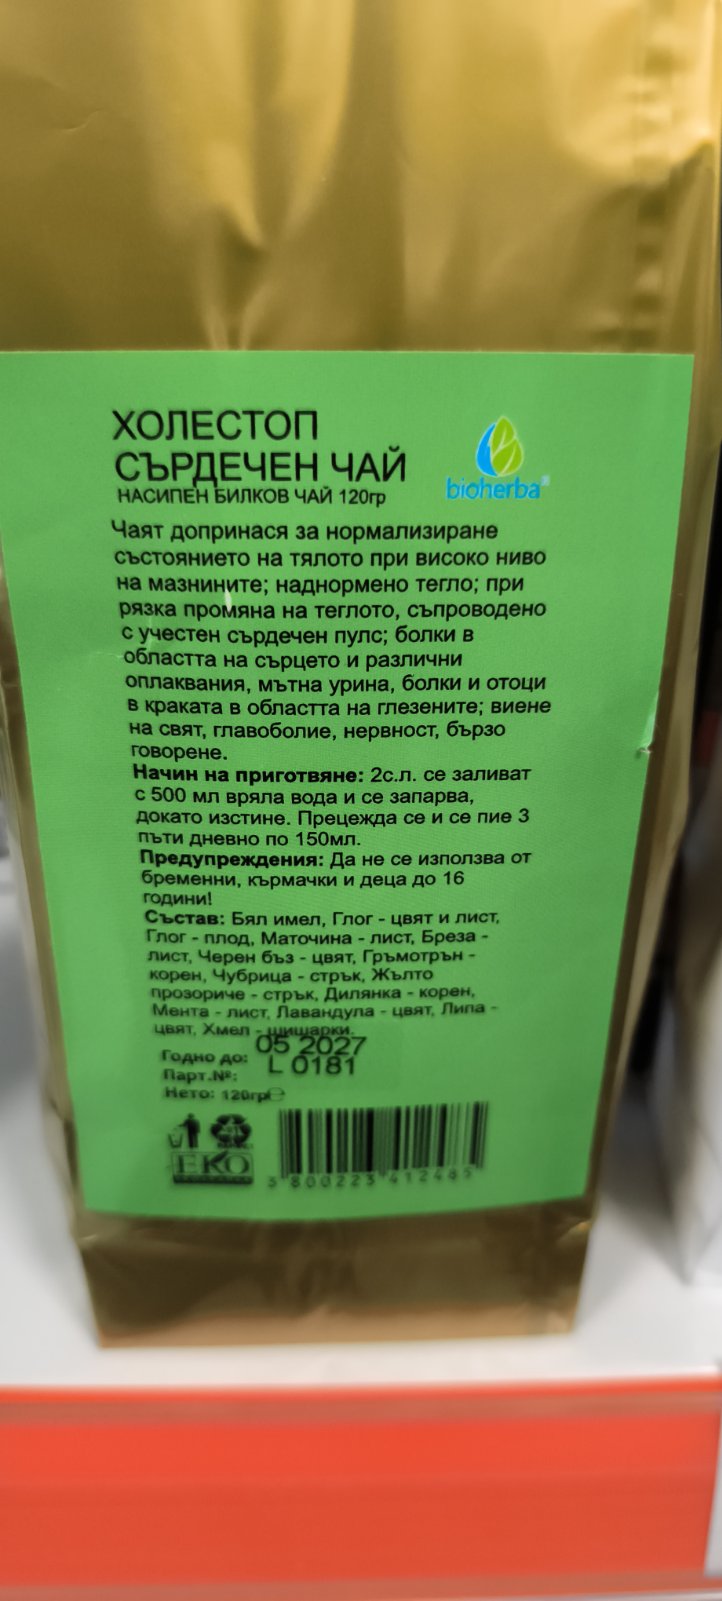 ХОЛЕСТОП
СЪРДЕЧЕН ЧАЙ
НАСИПЕН БИЛКОВ ЧАЙ 120гр
bioherba
Чаят допринася за нормализиране
състоянието на тялото при високо ниво
на мазнините; наднормено тегло; при
рязка промяна на теглото, съпроводено
с учестен сърдечен пулс; болки в
областта на сърцето и различни
оплаквания, мътна урина, болки и отоци
в краката в областта на глезените; виене
на свят, главоболие, нервност, бързо
говорене.
Начин на приготвяне: 2с.л. се заливат
с 500 мл вряла вода и се запарва,
докато изстине. Прецежда се и се пие 3
пъти дневно по 150мл.
Предупреждения: Да не се използва от
бременни, кърмачки и деца до 16
години!
Състав: Бял имел, Глог - цвят и лист,
Глог - плод, Маточина - лист, Бреза -
лист, Черен бъз - цвят, Гръмотрън -
корен, Чубрица - стрък, Жълто
прозориче - стрък, Дилянка - корен,
Мента - лист, Лавандула - цвят, Липа -
цвят, Хмел - шишарки.
Годно до: 05 2027
Парт.№: L 0181
Нето: 120гр℮
EKO
3 800223 412485